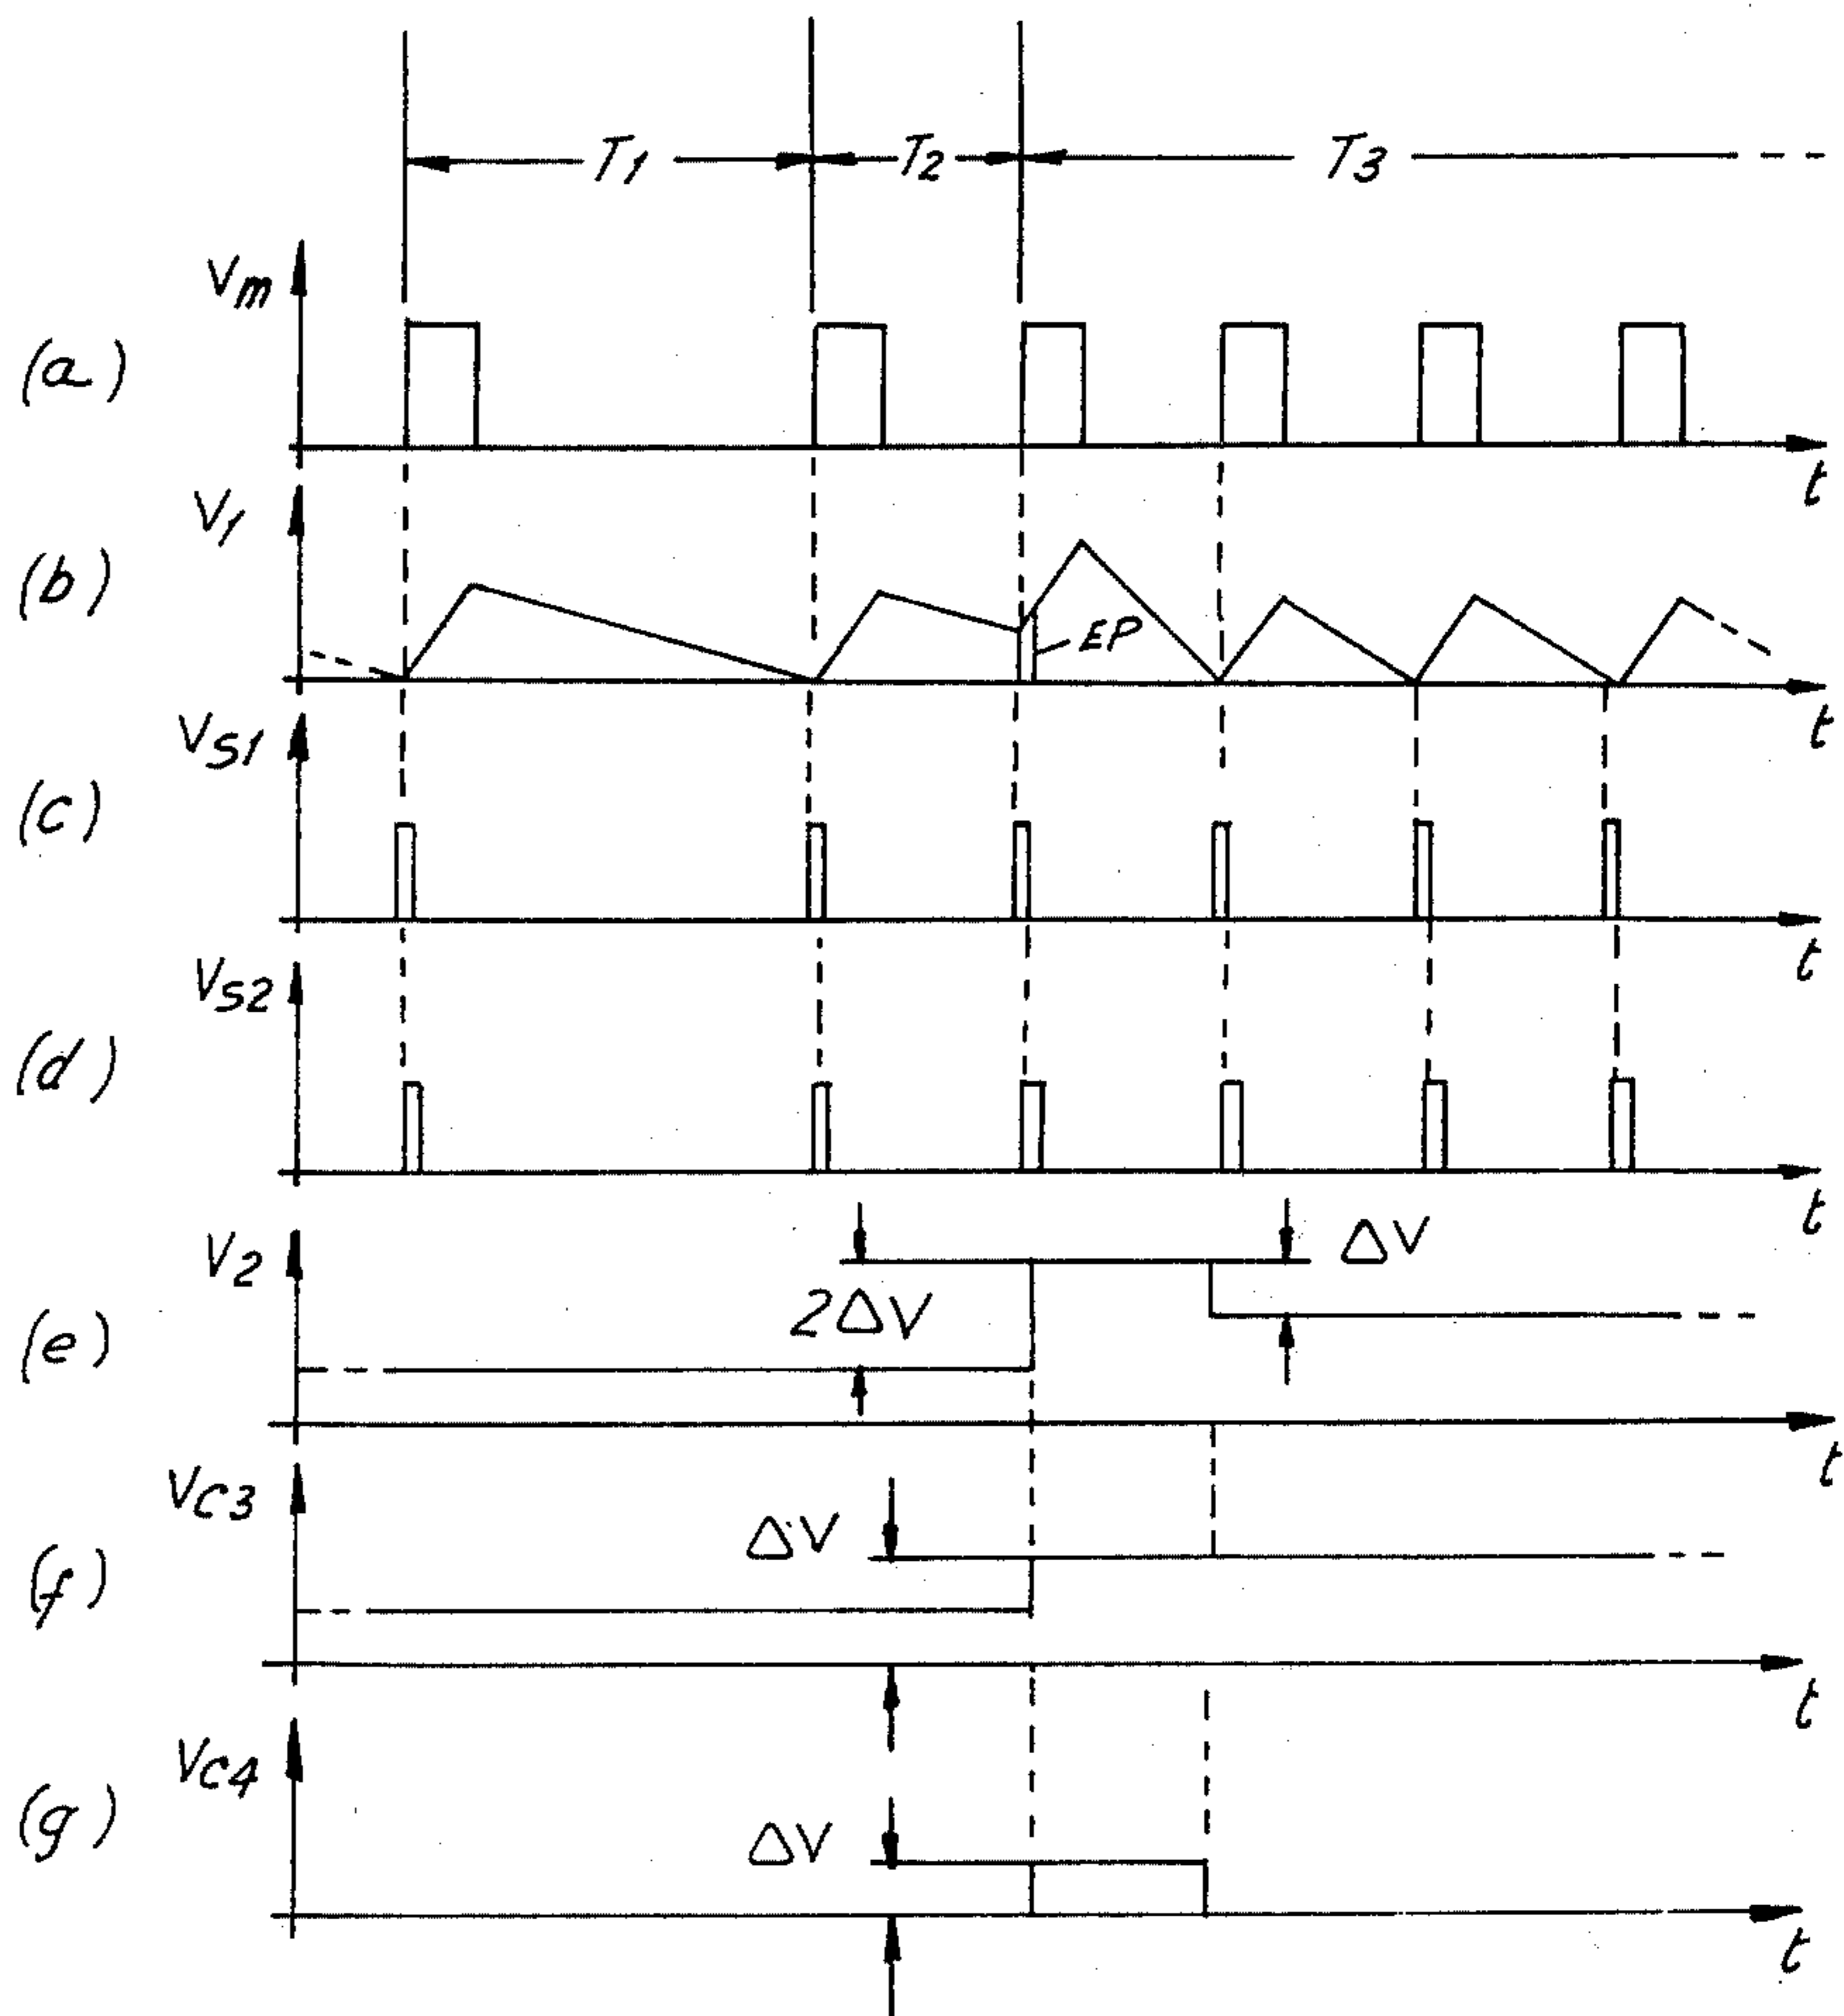 T1 T2 T3
Vm
(a)
t
V1
(b)
EP
t
VS1
(c)
t
VS2
(d)
t
V2
ΔV
2ΔV
(e)
t
VC3
ΔV
(f)
t
VC4
ΔV
(g)
t